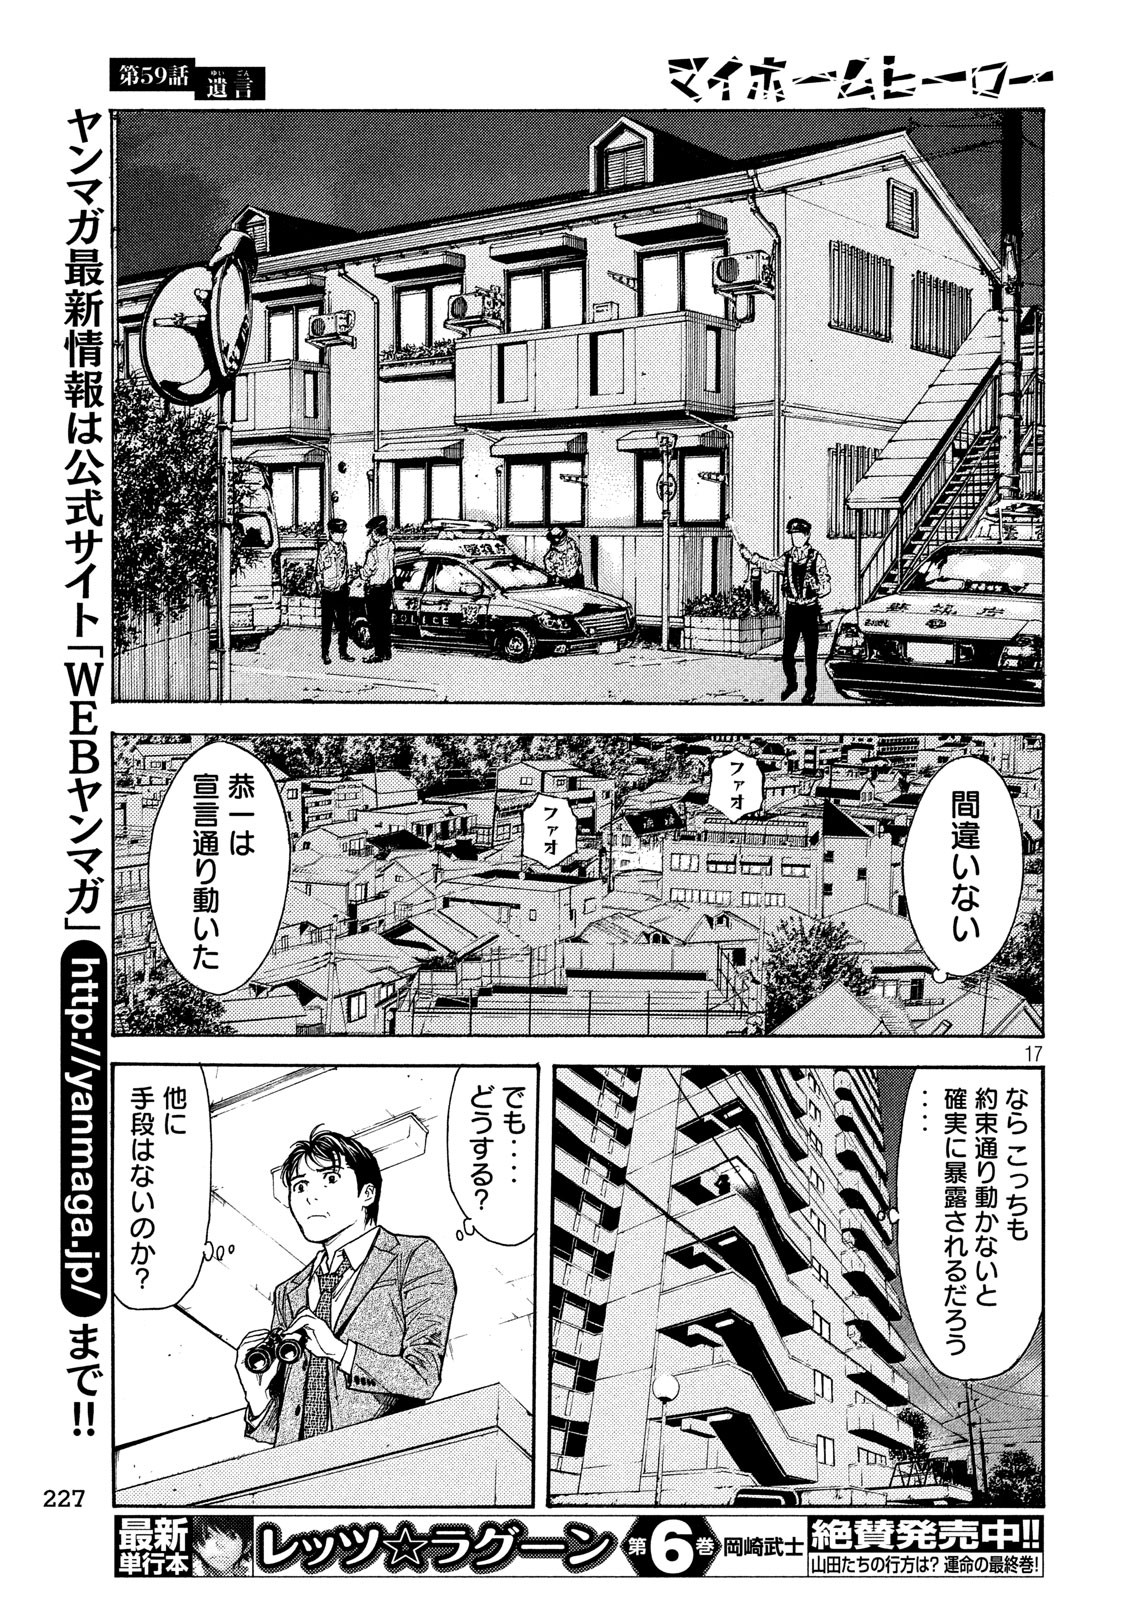 第59話
遺言
ゆいごん
マイホームヒーロー
ヤンマガ最新情報は公式サイト「WEBヤンマガ」http://yanmaga.jp/まで!!
警視庁
POLICE
警視庁
間違いない
ファオ
ファオ
恭一は
宣言通り動いた
17
なら こっちも
約束通り動かないと
確実に暴露されるだろう
‥‥
でも‥‥
どうする?
他に
手段はないのか?
227
最新
単行本
レッツ☆ラグーン
第6巻
岡崎武士
絶賛発売中!!
山田たちの行方は? 運命の最終巻!